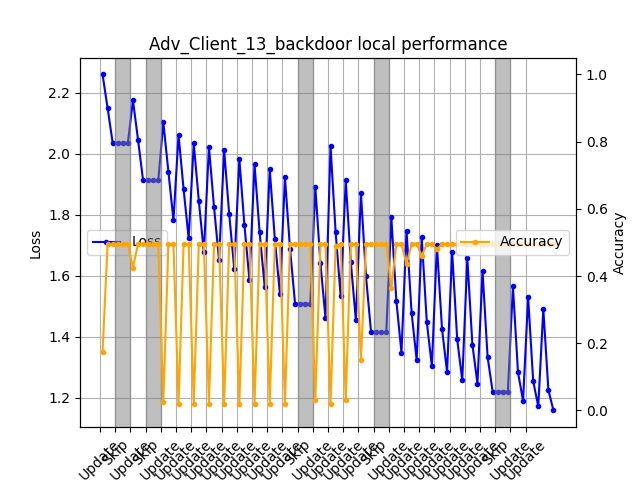 Adv_Client_13_backdoor local performance
Loss
Accuracy
2.2
2.0
1.8
1.6
1.4
1.2
1.0
0.8
0.6
0.4
0.2
0.0
Loss
Accuracy
Update
Skip
Update
Skip
Update
Update
Update
Update
Update
Update
Update
Update
Update
Skip
Update
Update
Update
Update
Skip
Update
Update
Update
Update
Update
Update
Update
Skip
Update
Update